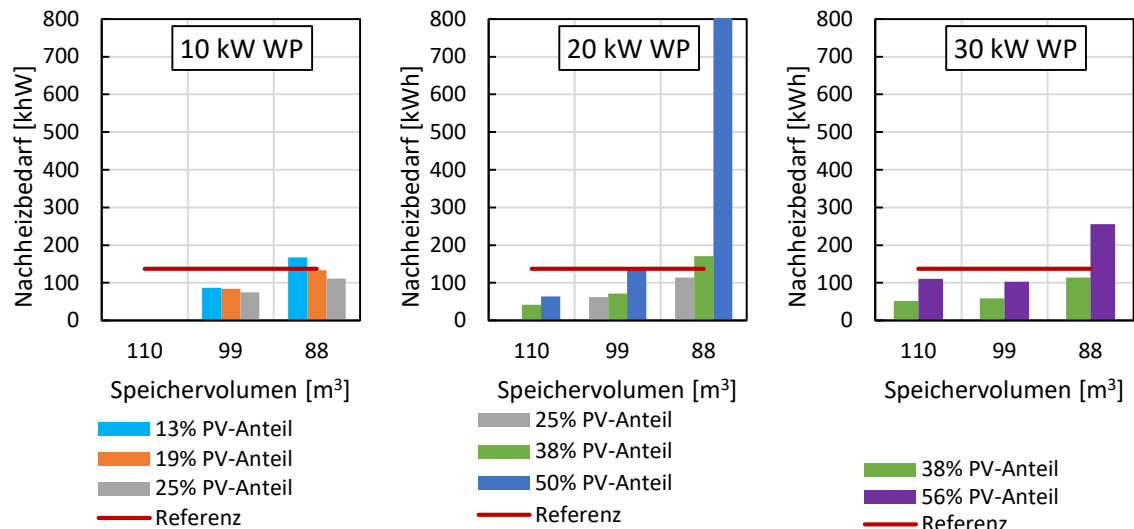 10 kW WP
Nachheizbedarf [khW]
800
700
600
500
400
300
200
100
0
110 99 88
Speichervolumen [m³]
13% PV-Anteil
19% PV-Anteil
25% PV-Anteil
Referenz
20 kW WP
Nachheizbedarf [kWh]
800
700
600
500
400
300
200
100
0
110 99 88
Speichervolumen [m³]
25% PV-Anteil
38% PV-Anteil
50% PV-Anteil
Referenz
30 kW WP
Nachheizbedarf [kWh]
800
700
600
500
400
300
200
100
0
110 99 88
Speichervolumen [m³]
38% PV-Anteil
56% PV-Anteil
Referenz